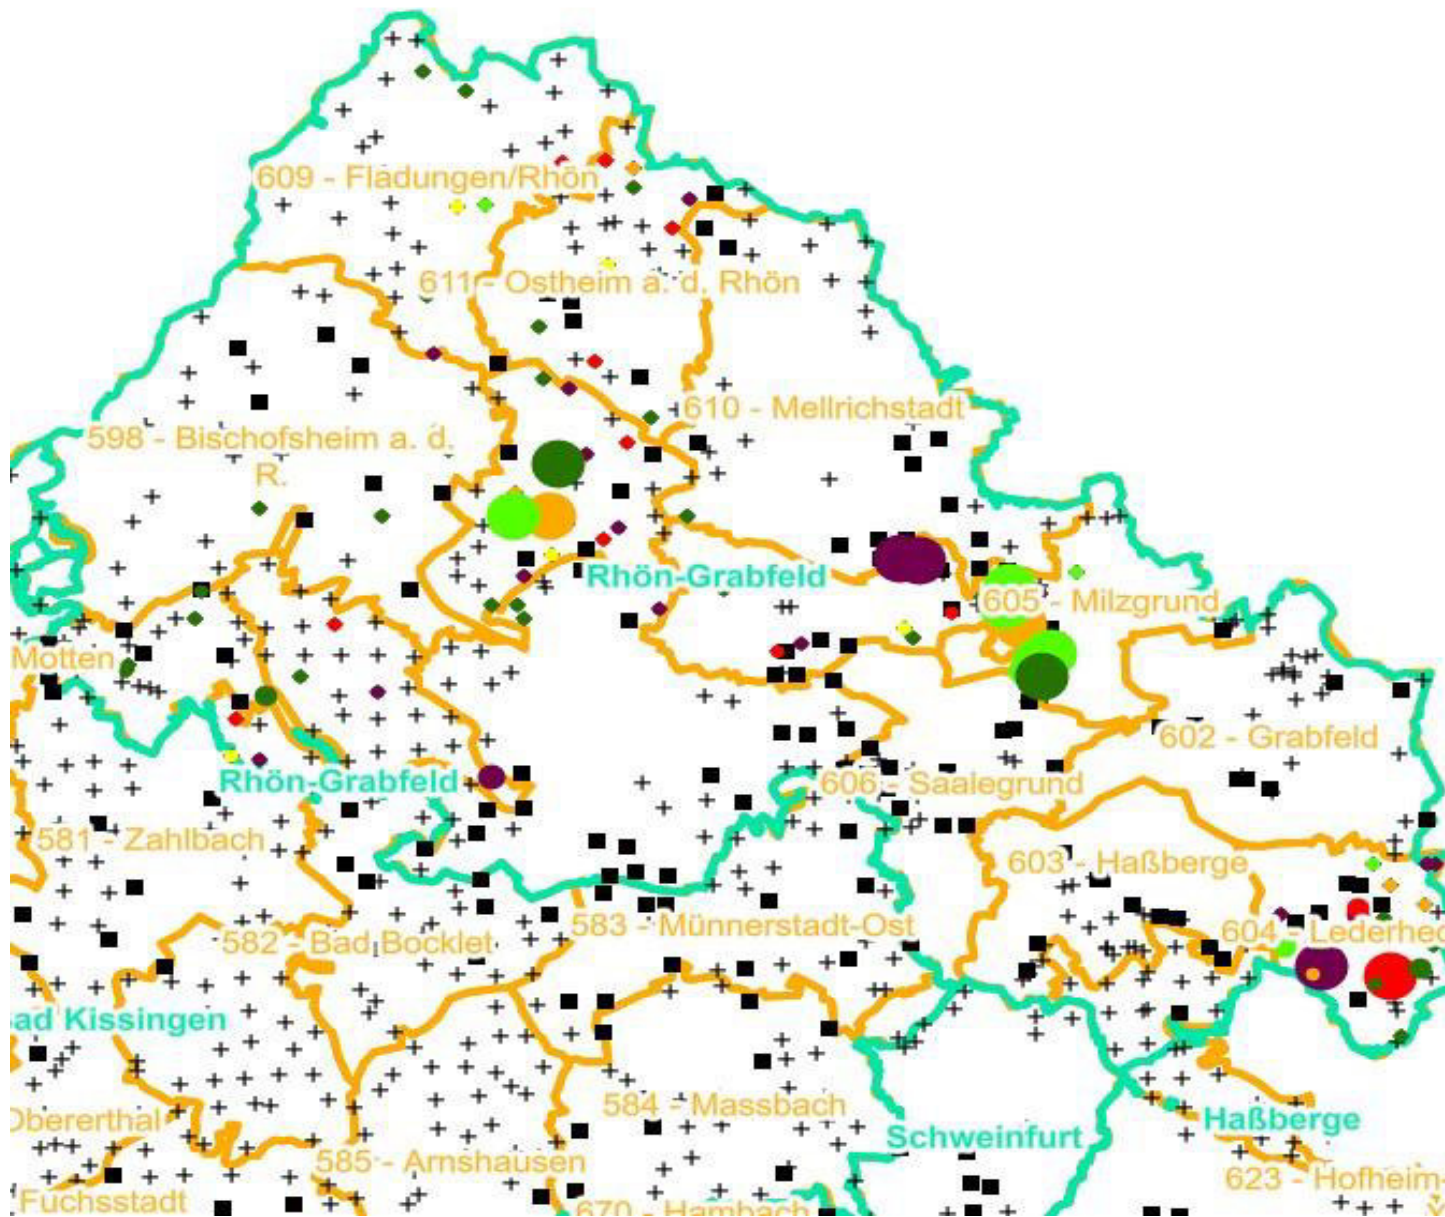 609 - Fladungen/Rhön
611 - Ostheim a. d. Rhön
610 - Mellrichstadt
598 - Bischofsheim a. d.
R.
Rhön-Grabfeld
605 - Milzgrund
Motten
602 - Grabfeld
Rhön-Grabfeld
606 - Saalegrund
581 - Zahlbach
603 - Haßberge
583 - Münnerstadt-Ost
604 - Lederhec
582 - Bad Bocklet
ad Kissingen
584 - Massbach
Obererthal
Haßberge
Schweinfurt
585 - Arnshausen
623 - Hofheim-
Fuchsstadt
670 - Hambach